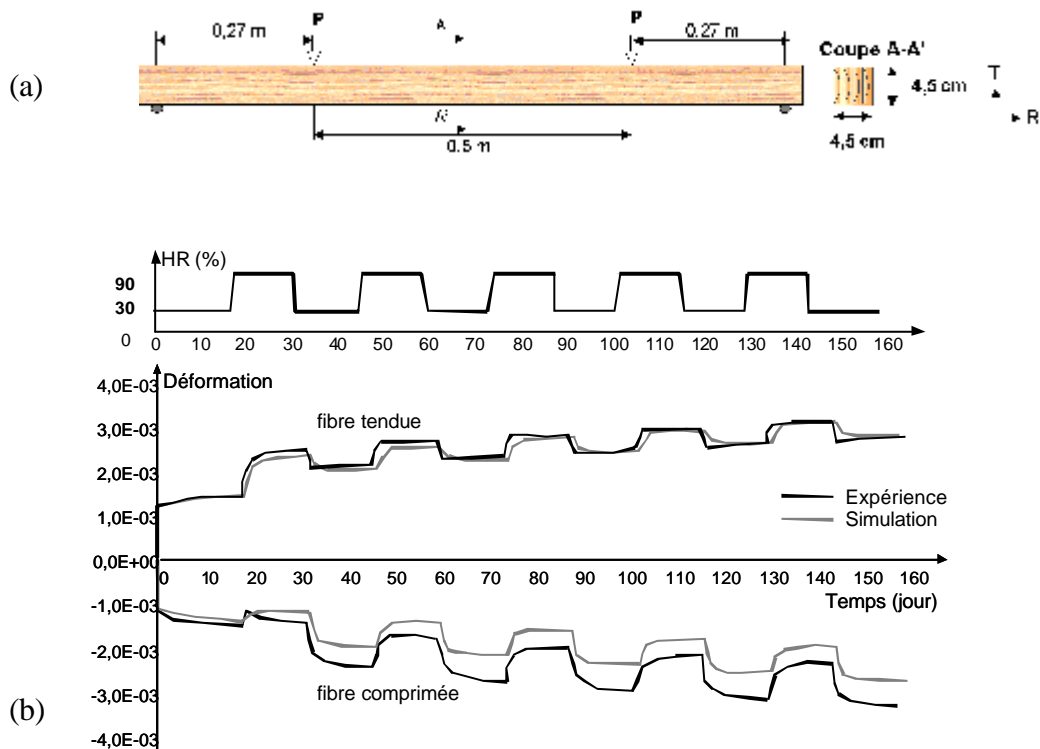 (a)
P
A
P
0,27 m
0.27 m
Coupe A-A'
4,5 cm
T
R
0.5 m
4,5 cm
HR (%)
90
30
0
0 10 20 30 40 50 60 70 80 90 100 110 120 130 140 150 160
4,0E-03
Déformation
3,0E-03
fibre tendue
2,0E-03
Expérience
1,0E-03
Simulation
0,0E+00
0 10 20 30 40 50 60 70 80 90 100 110 120 130 140 150 160
-1,0E-03
Temps (jour)
-2,0E-03
-3,0E-03
fibre comprimée
(b)
-4,0E-03